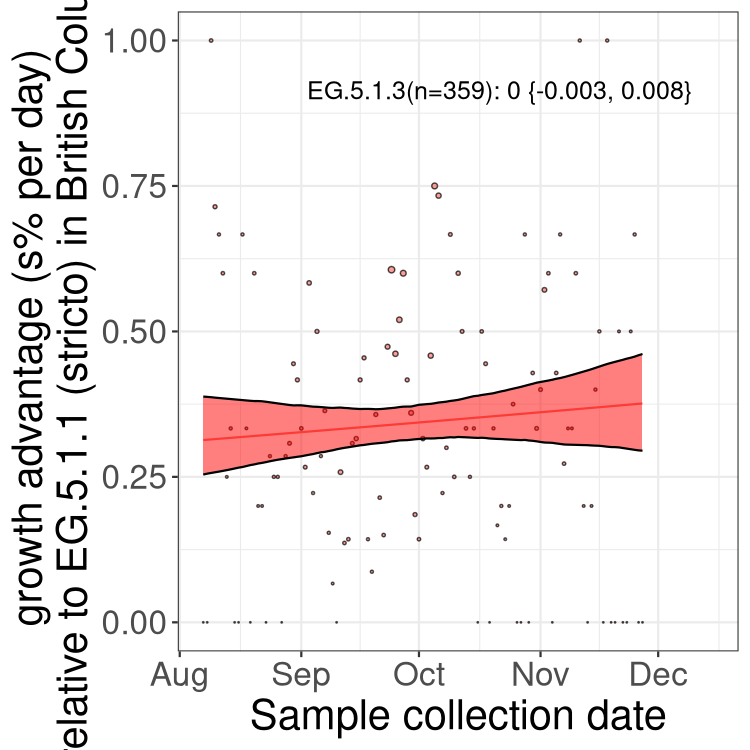 growth advantage (s% per day)
relative to EG.5.1.1 (stricto) in British
1.00
0.75
0.50
0.25
0.00
EG.5.1.3(n=359): 0 {-0.003, 0.008}
Aug Sep Oct Nov Dec
Sample collection date